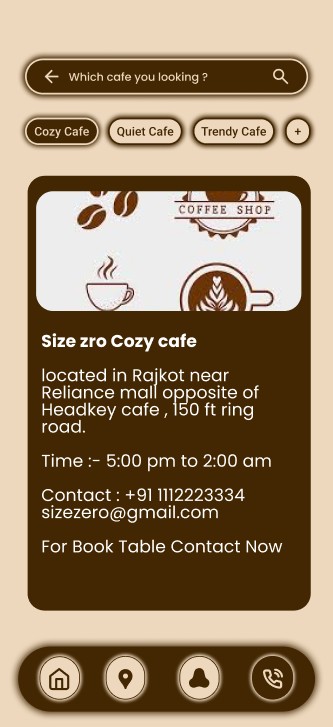 Which cafe you looking ?
Cozy Cafe
Quiet Cafe
Trendy Cafe
+
COFFEE SHOP
Size zro Cozy cafe
located in Rajkot near
Reliance mall opposite of
Headkey cafe , 150 ft ring
road.
Time :- 5:00 pm to 2:00 am
Contact : +91 1112223334
sizezero@gmail.com
For Book Table Contact Now